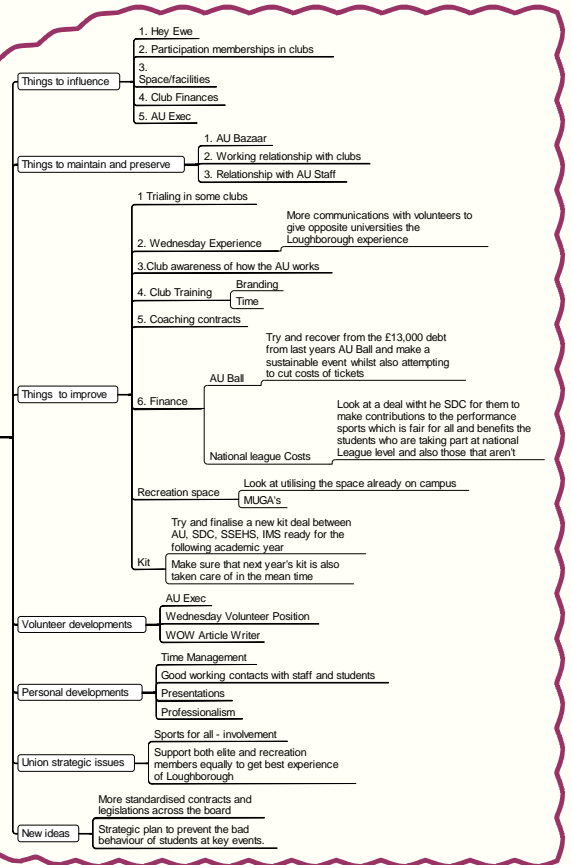 Things to influence
1. Hey Ewe
2. Participation memberships in clubs
3.
Space/facilities
4. Club Finances
5. AU Exec
Things to maintain and preserve
1. AU Bazaar
2. Working relationship with clubs
3. Relationship with AU Staff
Things to improve
1 Trialing in some clubs
2. Wednesday Experience
More communications with volunteers to
give opposite universities the
Loughborough experience
3.Club awareness of how the AU works
4. Club Training
Branding
Time
5. Coaching contracts
6. Finance
AU Ball
Try and recover from the £13,000 debt
from last years AU Ball and make a
sustainable event whilst also attempting
to cut costs of tickets
National league Costs
Look at a deal witht he SDC for them to
make contributions to the performance
sports which is fair for all and benefits the
students who are taking part at national
League level and also those that aren't
Recreation space
Look at utilising the space already on campus
MUGA's
Kit
Try and finalise a new kit deal between
AU, SDC, SSEHS, IMS ready for the
following academic year
Make sure that next year's kit is also
taken care of in the mean time
Volunteer developments
AU Exec
Wednesday Volunteer Position
WOW Article Writer
Personal developments
Time Management
Good working contacts with staff and students
Presentations
Professionalism
Union strategic issues
Sports for all - involvement
Support both elite and recreation
members equally to get best experience
of Loughborough
New ideas
More standardised contracts and
legislations across the board
Strategic plan to prevent the bad
behaviour of students at key events.